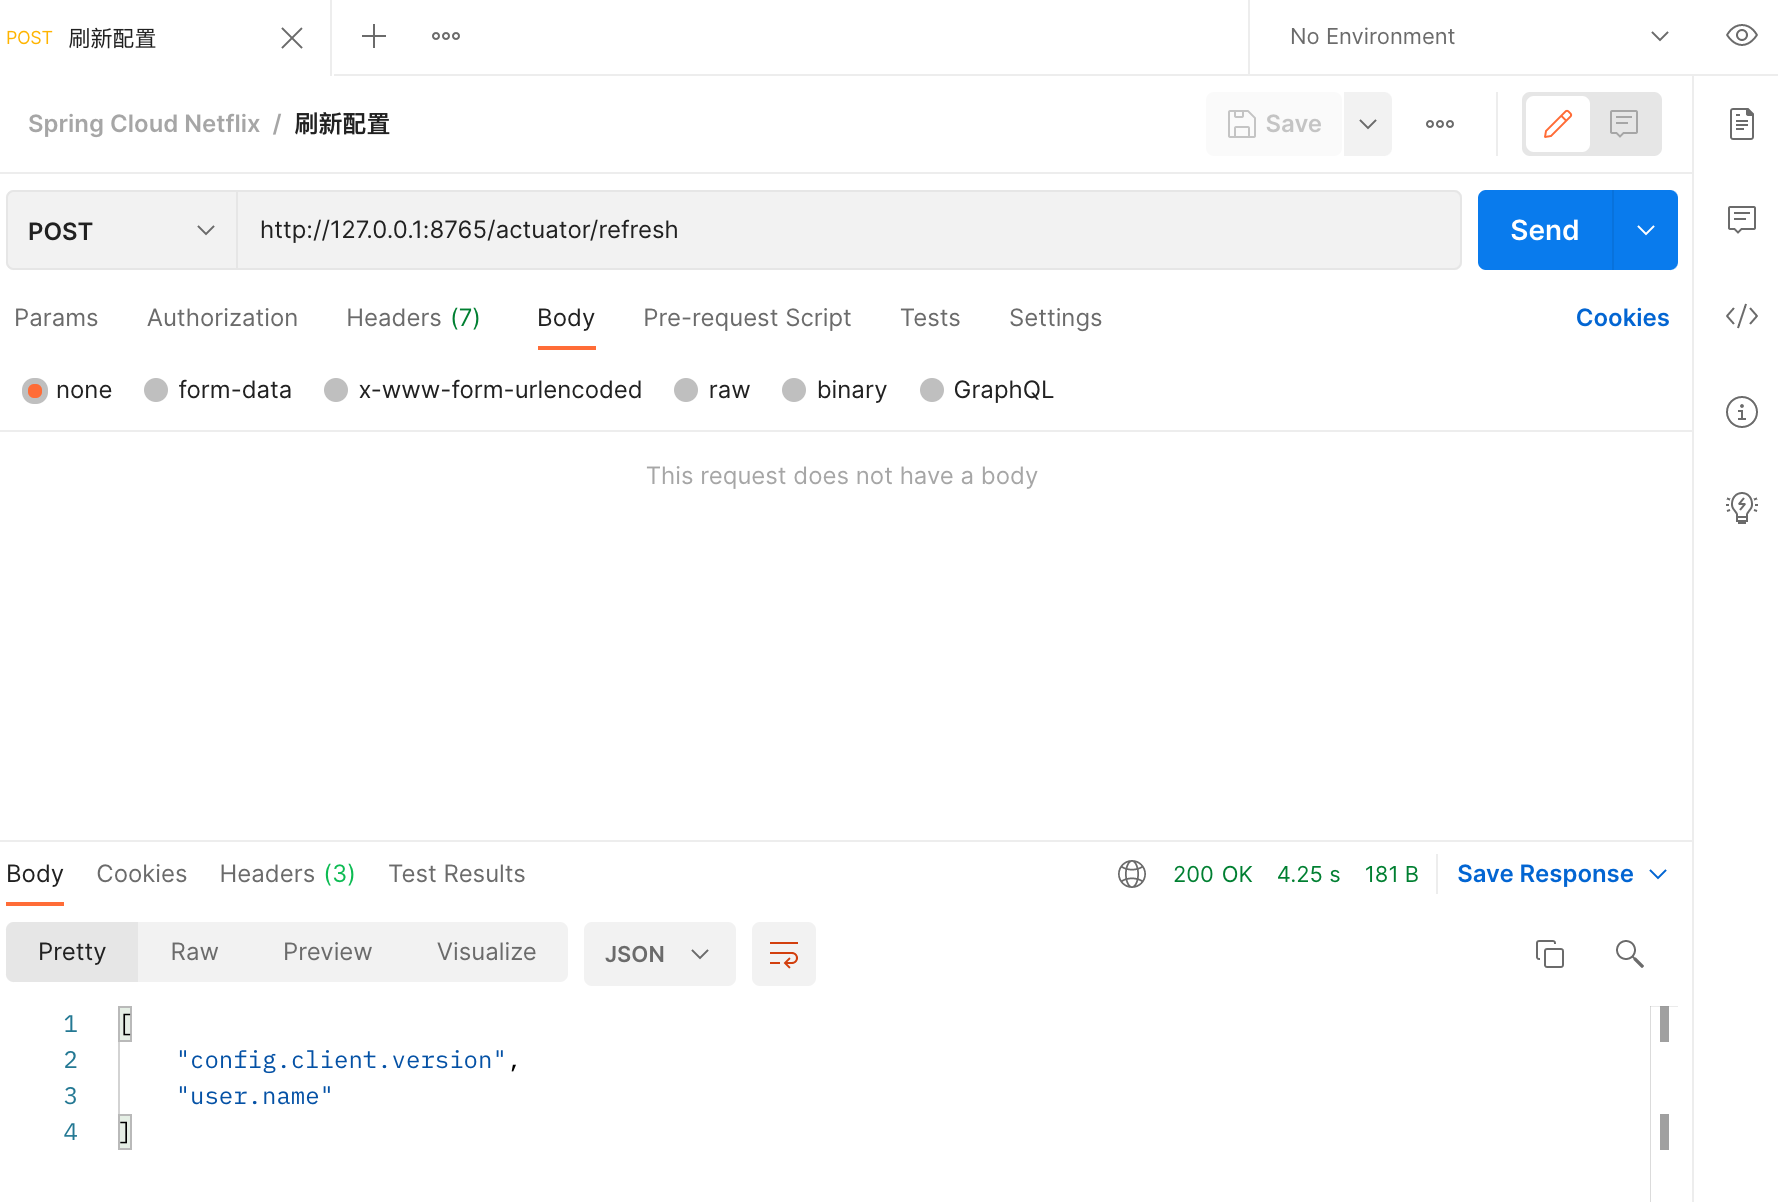 POST 刷新配置
No Environment
Spring Cloud Netflix / 刷新配置
Save
POST
http://127.0.0.1:8765/actuator/refresh
Send
Params Authorization Headers (7) Body Pre-request Script Tests Settings Cookies
none form-data x-www-form-urlencoded raw binary GraphQL
This request does not have a body
Body Cookies Headers (3) Test Results 200 OK 4.25 s 181 B Save Response
Pretty Raw Preview Visualize JSON
1 [
2 "config.client.version",
3 "user.name"
4 ]